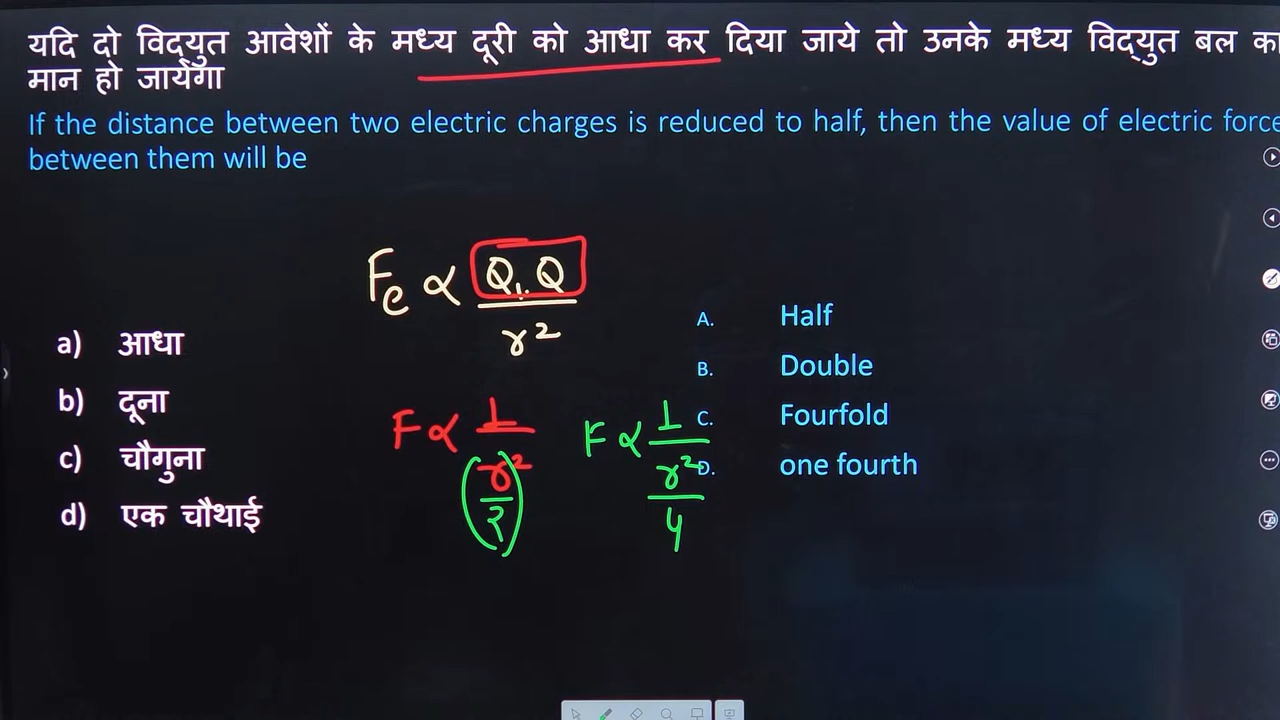 यदि दो विद्युत आवेशों के मध्य दूरी को आधा कर दिया जाये तो उनके मध्य विद्युत बल का
मान हो जायेगा
If the distance between two electric charges is reduced to half, then the value of electric force
between them will be
Fe ∝ Q₁.Q / r²
a) आधा
b) दूना
c) चौगुना
d) एक चौथाई
F ∝ 1 / (r/2)²
F ∝ 1 / r²/4
A. Half
B. Double
C. Fourfold
D. one fourth